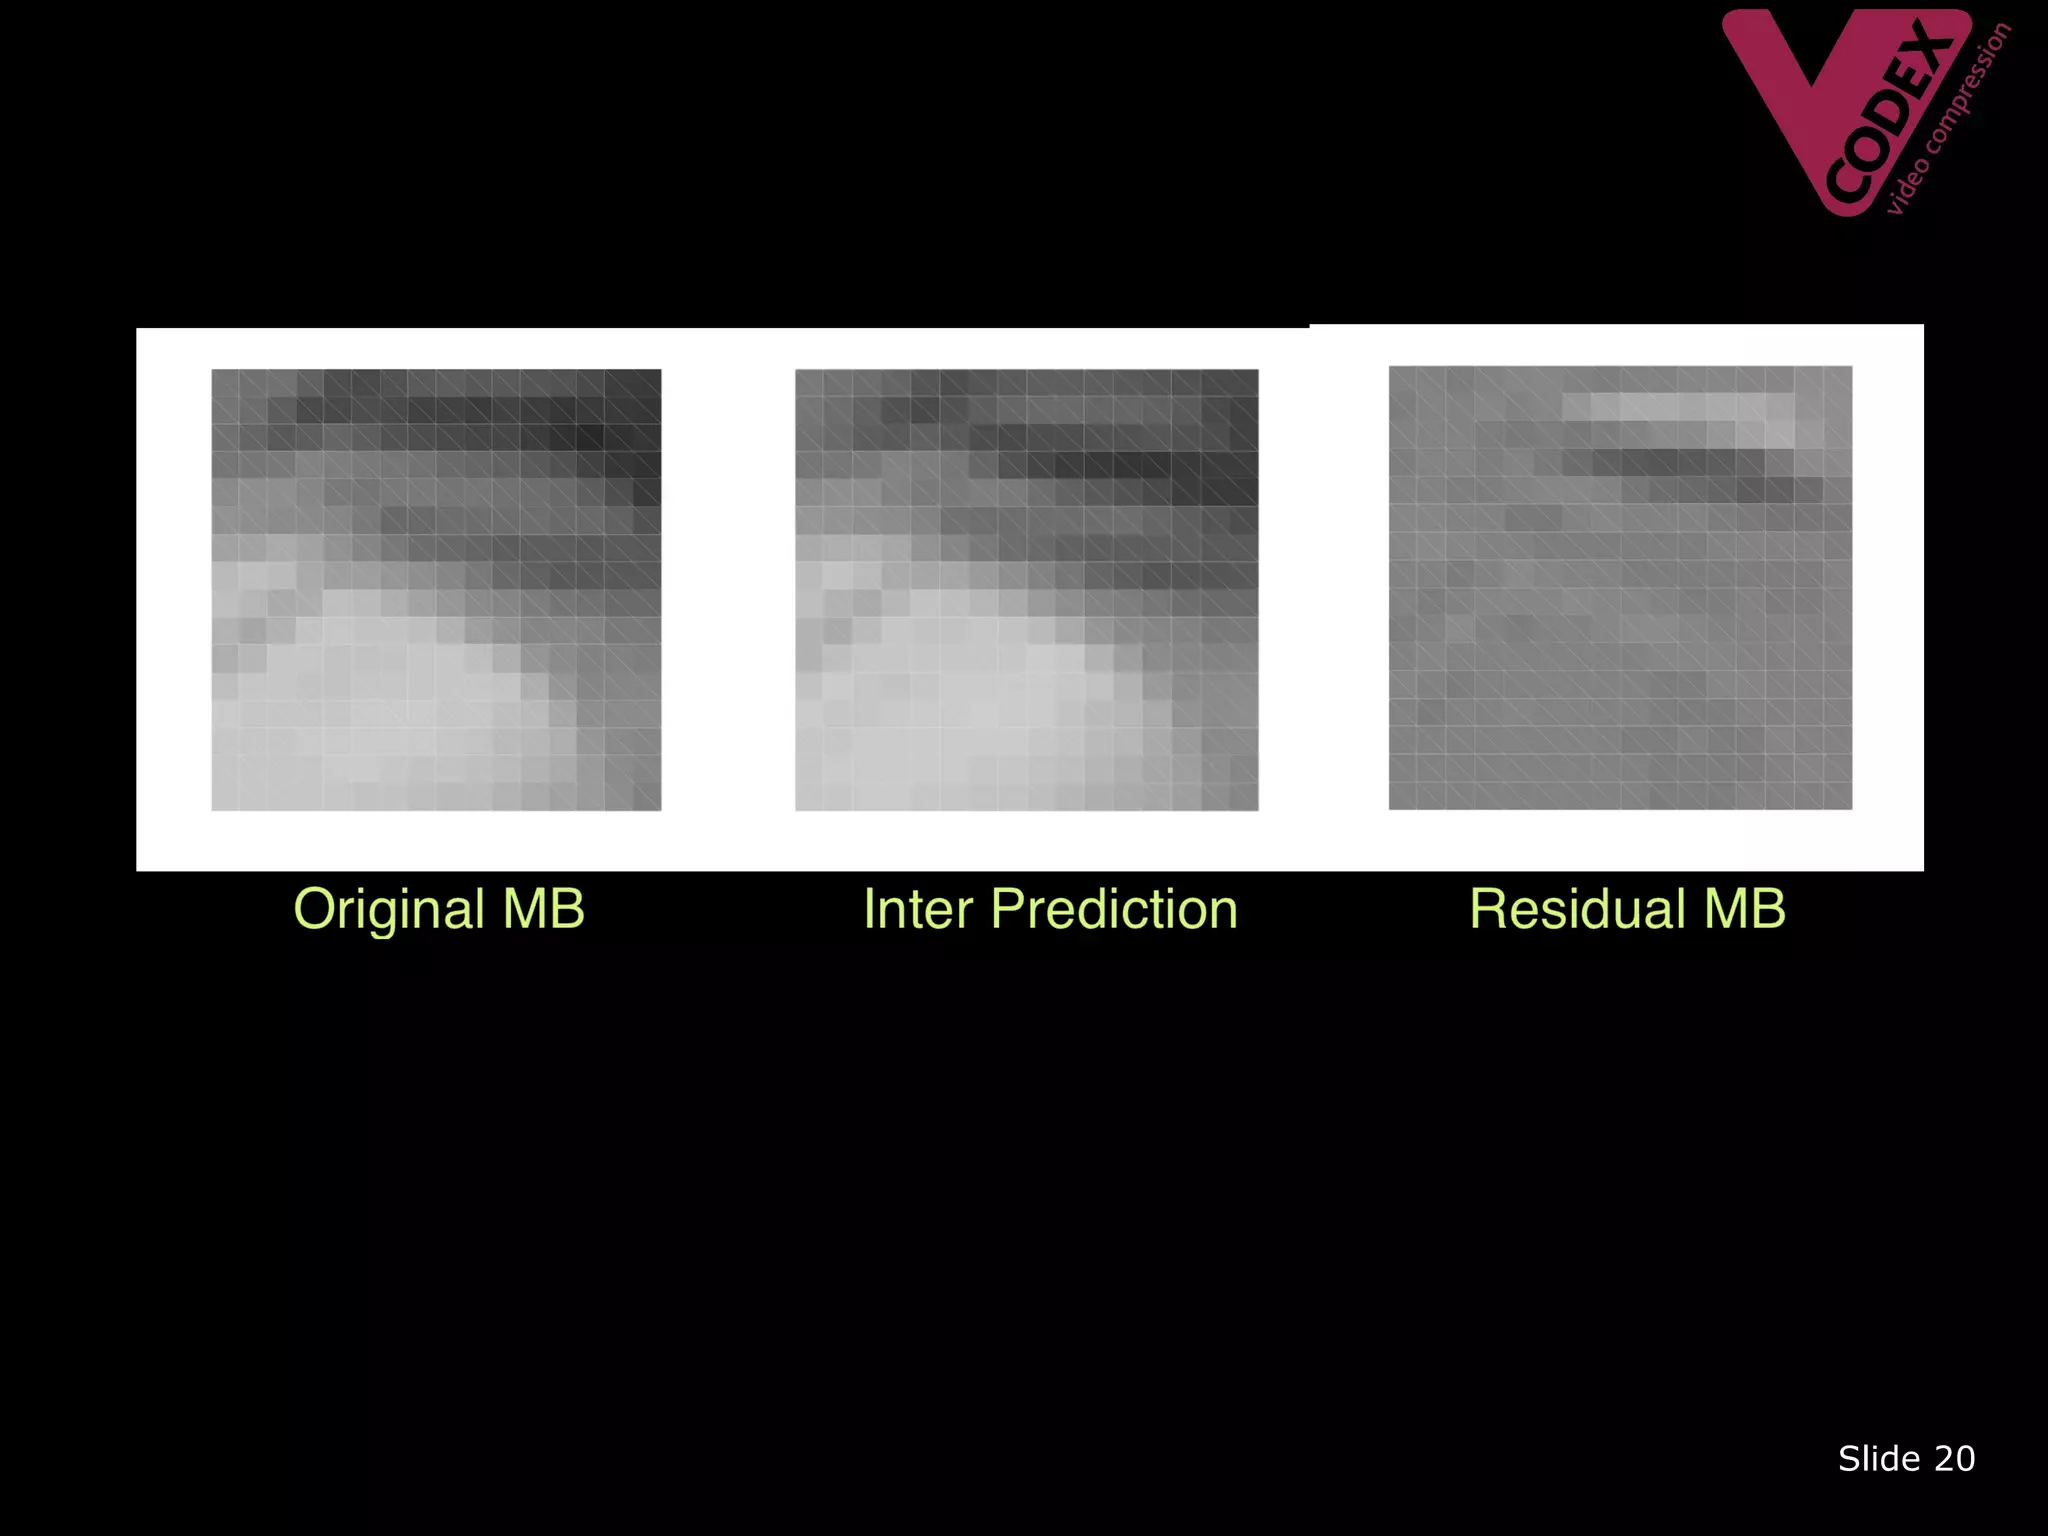 CODEX
video compression
Original MB
Inter Prediction
Residual MB
Slide 20